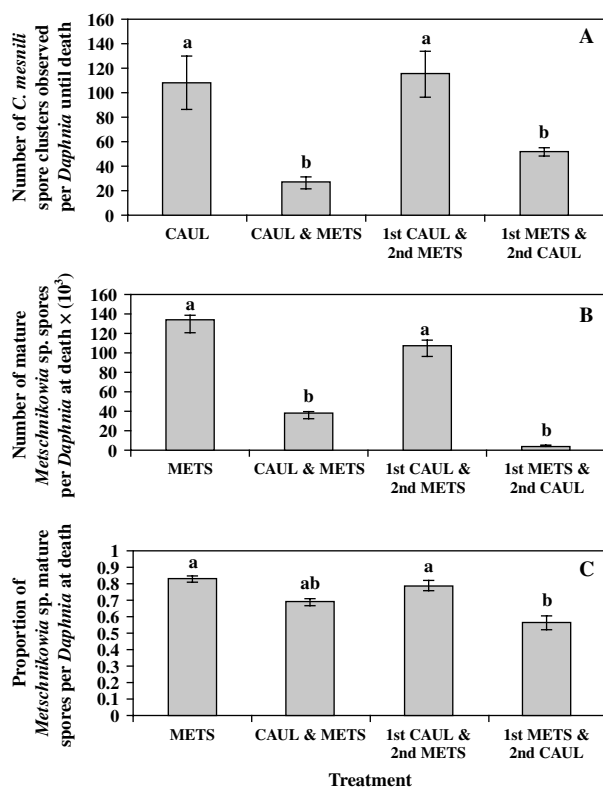 Number of C. mesnili
spore clusters observed
per Daphnia until death
160
140
120
100
80
60
40
20
0
A
a
b
a
b
CAUL
CAUL & METS
1st CAUL &
2nd METS
1st METS &
2nd CAUL
Number of mature
Metschnikowia sp. spores
per Daphnia at death × (10³)
160
140
120
100
80
60
40
20
0
B
a
b
a
b
METS
CAUL & METS
1st CAUL &
2nd METS
1st METS &
2nd CAUL
Proportion of
Metschnikowia sp. mature
spores per Daphnia at death
1
0.9
0.8
0.7
0.6
0.5
0.4
0.3
0.2
0.1
0
C
a
ab
a
b
METS
CAUL & METS
1st CAUL &
2nd METS
1st METS &
2nd CAUL
Treatment